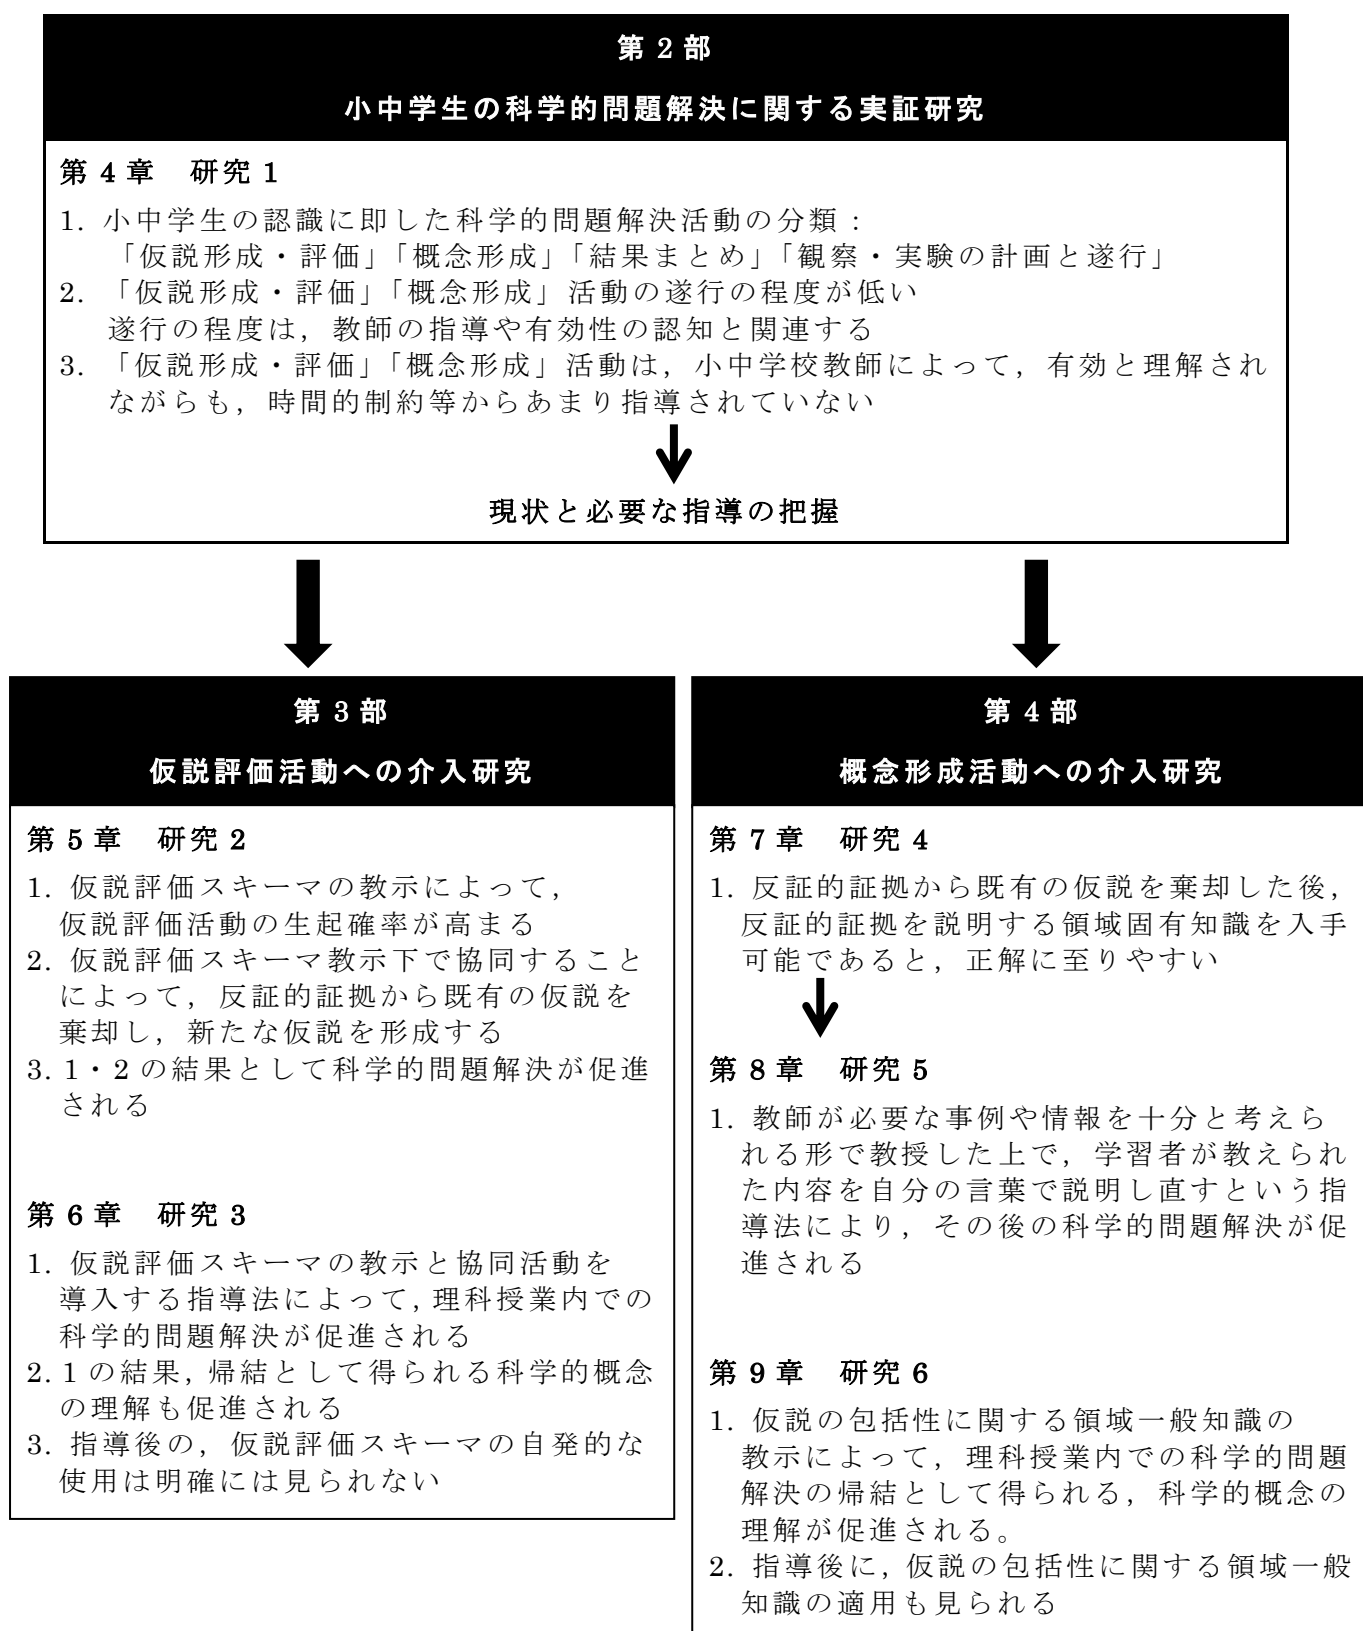 第2部
小中学生の科学的問題解決に関する実証研究
第4章　研究1
1. 小中学生の認識に即した科学的問題解決活動の分類：
「仮説形成・評価」「概念形成」「結果まとめ」「観察・実験の計画と遂行」
2. 「仮説形成・評価」「概念形成」活動の遂行の程度が低い
遂行の程度は，教師の指導や有効性の認知と関連する
3. 「仮説形成・評価」「概念形成」活動は，小中学校教師によって，有効と理解され
ながらも，時間的制約等からあまり指導されていない
現状と必要な指導の把握
第3部
仮説評価活動への介入研究
第5章　研究2
1. 仮説評価スキーマの教示によって，
仮説評価活動の生起確率が高まる
2. 仮説評価スキーマ教示下で協同すること
によって，反証的証拠から既有の仮説を
棄却し，新たな仮説を形成する
3. 1・2の結果として科学的問題解決が促進
される
第6章　研究3
1. 仮説評価スキーマの教示と協同活動を
導入する指導法によって，理科授業内での
科学的問題解決が促進される
2. 1の結果，帰結として得られる科学的概念
の理解も促進される
3. 指導後の，仮説評価スキーマの自発的な
使用は明確には見られない
第4部
概念形成活動への介入研究
第7章　研究4
1. 反証的証拠から既有の仮説を棄却した後，
反証的証拠を説明する領域固有知識を入手
可能であると，正解に至りやすい
第8章　研究5
1. 教師が必要な事例や情報を十分と考えら
れる形で教授した上で，学習者が教えられ
た内容を自分の言葉で説明し直すという指
導法により，その後の科学的問題解決が促
進される
第9章　研究6
1. 仮説の包括性に関する領域一般知識の
教示によって，理科授業内での科学的問題
解決の帰結として得られる，科学的概念の
理解が促進される。
2. 指導後に，仮説の包括性に関する領域一般
知識の適用も見られる